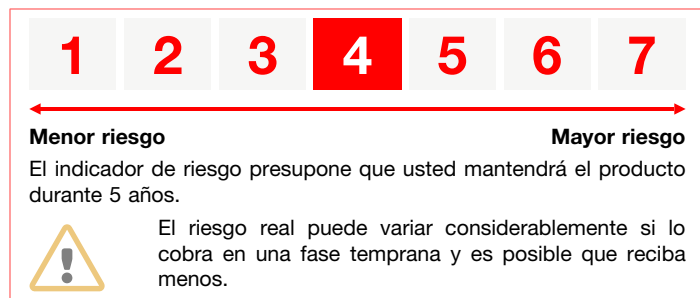 1 2 3 4 5 6 7
Menor riesgo Mayor riesgo
El indicador de riesgo presupone que usted mantendrá el producto
durante 5 años.
El riesgo real puede variar considerablemente si lo
cobra en una fase temprana y es posible que reciba
menos.